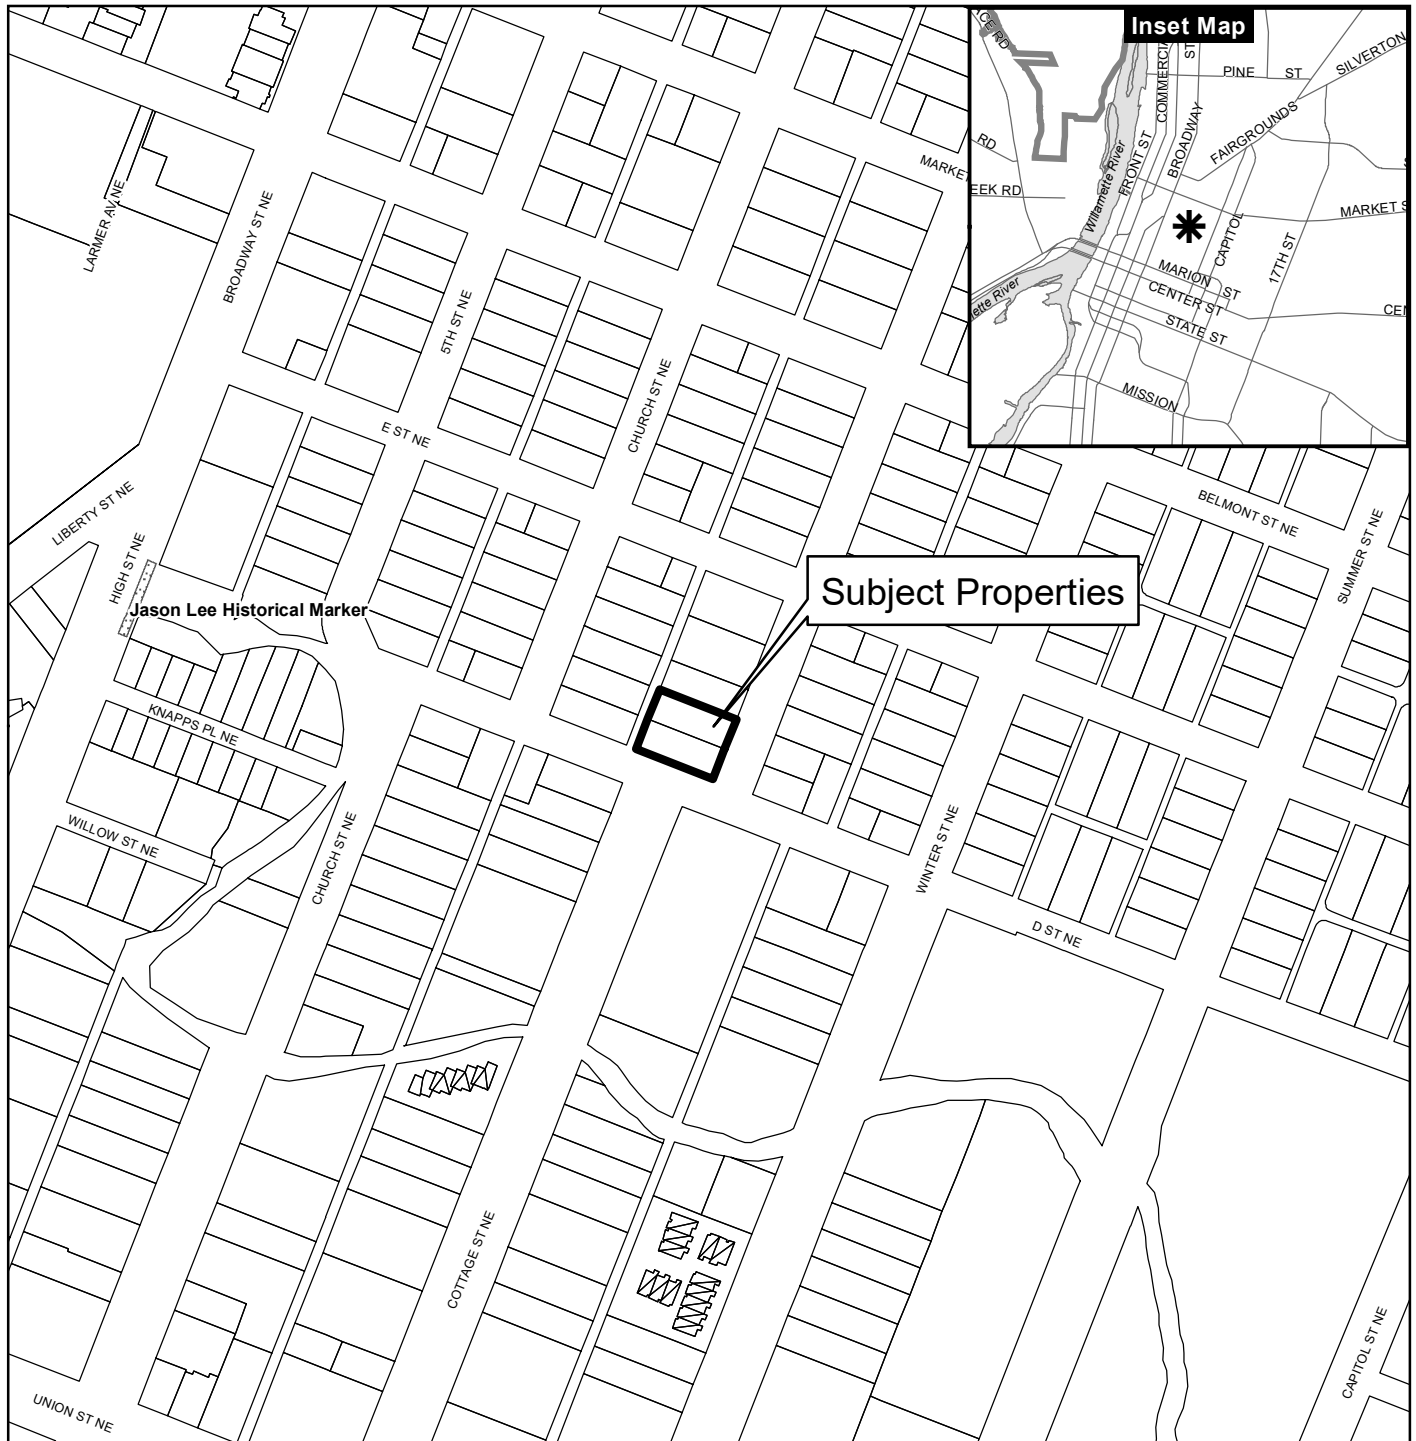 Inset Map
SILVERTON
PINE ST
COMMERCI
ST
FAIRGROUNDS
BROADWAY
FRONT ST
Willamette River
RD
EEK RD
MARKET S
CAPITOL
17TH ST
MARION ST
CENTER ST
STATE ST
CEN
ette River
MISSION
MARKET
LARMER AV NE
BROADWAY ST NE
5TH ST NE
CHURCH ST NE
E ST NE
LIBERTY ST NE
HIGH ST NE
BELMONT ST NE
SUMMER ST NE
Subject Properties
Jason Lee Historical Marker
KNAPPS PL NE
WILLOW ST NE
CHURCH ST NE
WINTER ST NE
D ST NE
COTTAGE ST NE
CAPITOL ST NE
UNION ST NE